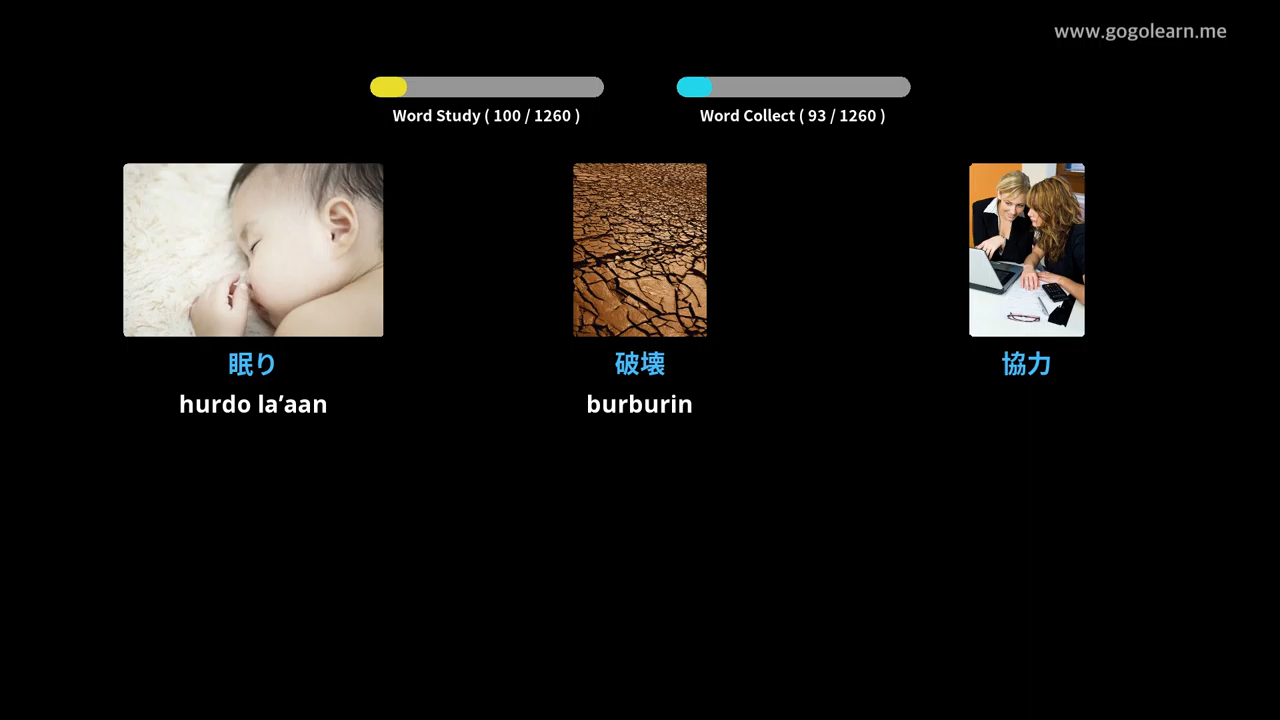 www.gogolearn.me
Word Study ( 100 / 1260 )
Word Collect ( 93 / 1260 )
眠り
破壊
協力
hurdo la’aan
burburin